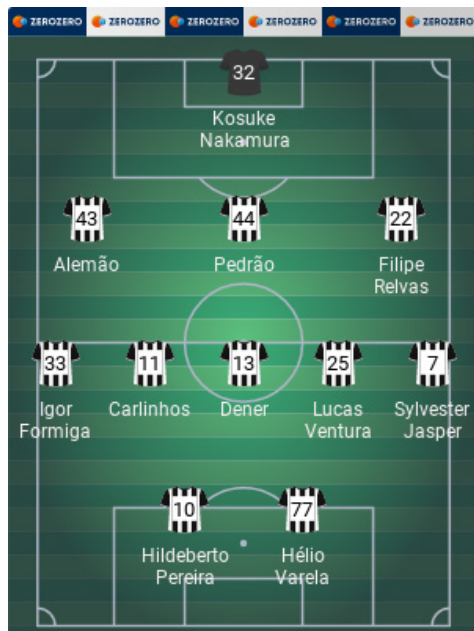 ZEROZERO ZEROZERO ZEROZERO ZEROZERO ZEROZERO ZEROZERO
32
Kosuke
Nakamura
43 44 22
Alemão Pedrão Filipe
Relvas
33 11 13 25 7
Igor Carlinhos Dener Lucas Sylvester
Formiga Ventura Jasper
10 77
Hildeberto Hélio
Pereira Varela